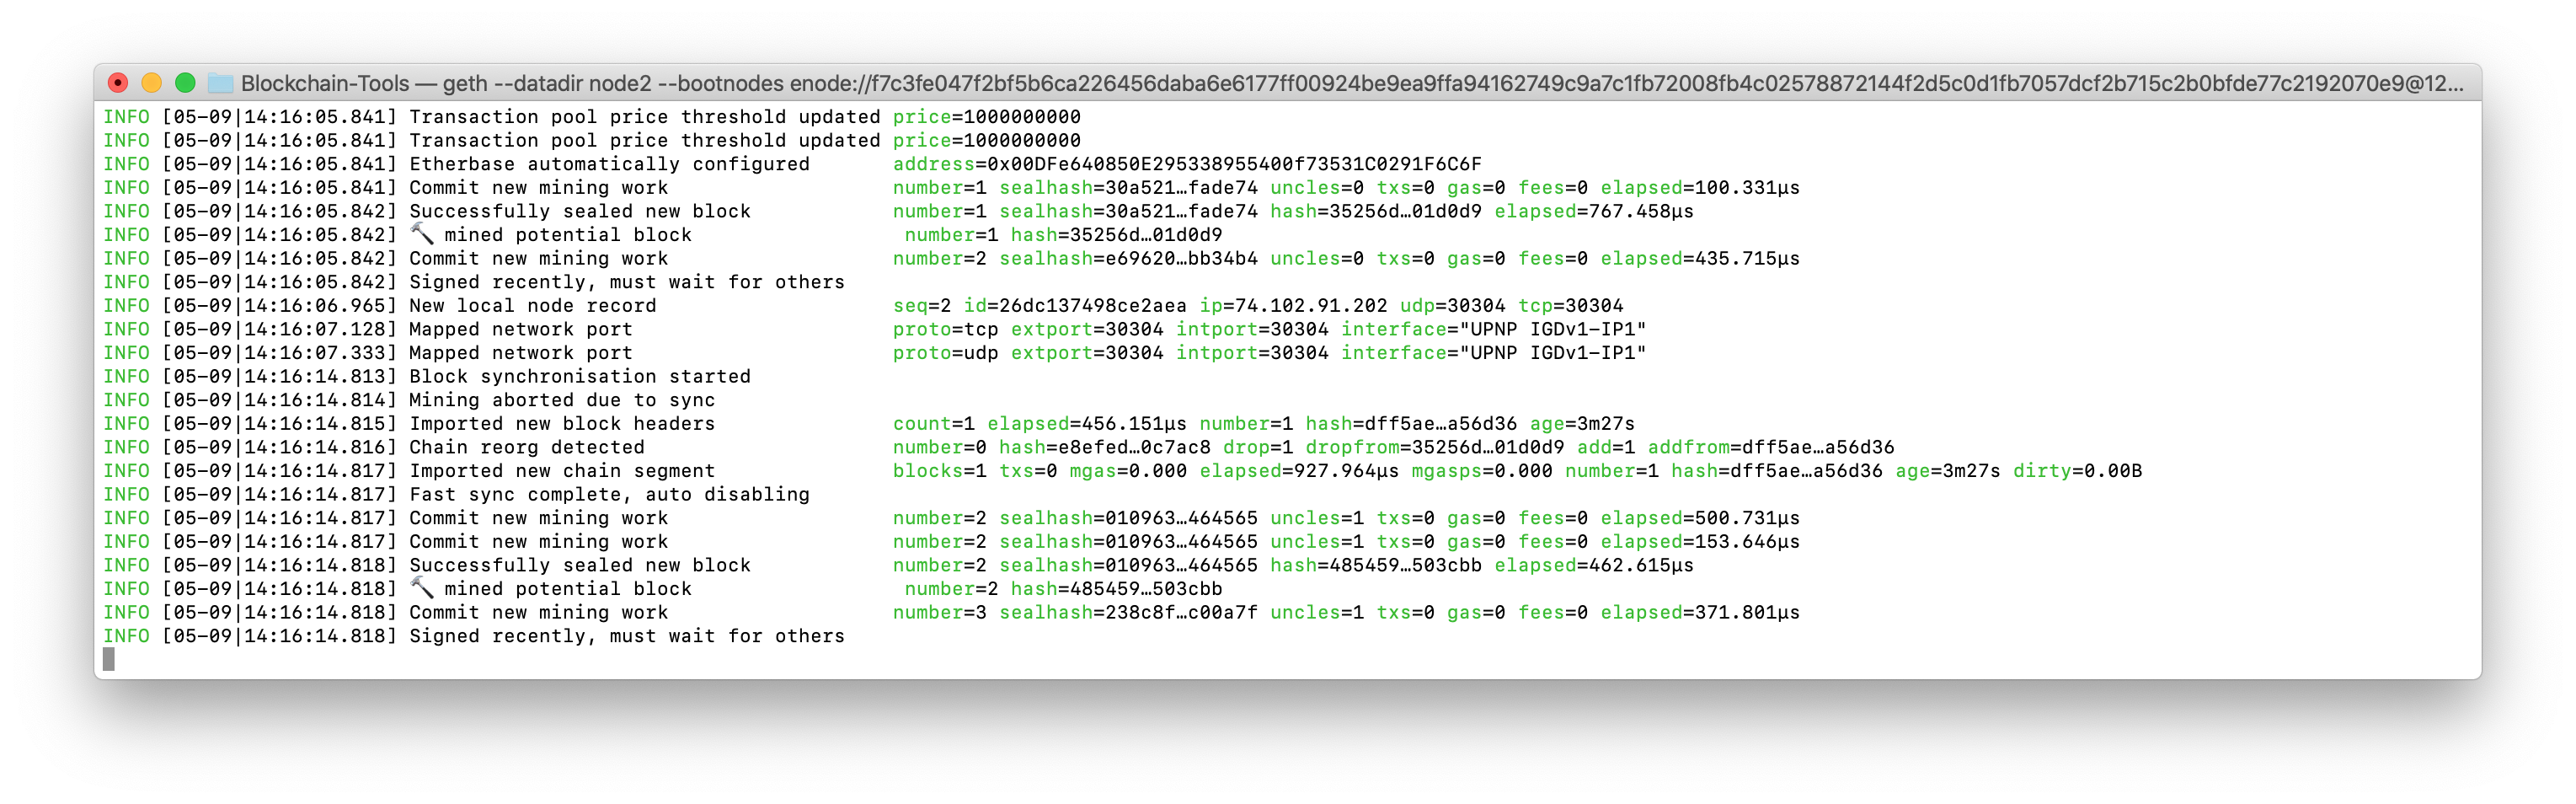 Blockchain-Tools — geth --datadir node2 --bootnodes enode://f7c3fe047f2bf5b6ca226456daba6e6177ff00924be9ea9ffa94162749c9a7c1fb72008fb4c02578872144f2d5c0d1fb7057dcf2b715c2b0bfde77c2192070e9@12...
INFO [05-09|14:16:05.841] Transaction pool price threshold updated price=1000000000
INFO [05-09|14:16:05.841] Transaction pool price threshold updated price=1000000000
INFO [05-09|14:16:05.841] Etherbase automatically configured address=0x00DFe640850E295338955400f73531C0291F6C6F
INFO [05-09|14:16:05.841] Commit new mining work number=1 sealhash=30a521…fade74 uncles=0 txs=0 gas=0 fees=0 elapsed=100.331µs
INFO [05-09|14:16:05.842] Successfully sealed new block number=1 sealhash=30a521…fade74 hash=35256d…01d0d9 elapsed=767.458µs
INFO [05-09|14:16:05.842] 🔨 mined potential block number=1 hash=35256d…01d0d9
INFO [05-09|14:16:05.842] Commit new mining work number=2 sealhash=e69620…bb34b4 uncles=0 txs=0 gas=0 fees=0 elapsed=435.715µs
INFO [05-09|14:16:05.842] Signed recently, must wait for others
INFO [05-09|14:16:06.965] New local node record seq=2 id=26dc137498ce2aea ip=74.102.91.202 udp=30304 tcp=30304
INFO [05-09|14:16:07.128] Mapped network port proto=tcp extport=30304 intport=30304 interface="UPNP IGDv1-IP1"
INFO [05-09|14:16:07.333] Mapped network port proto=udp extport=30304 intport=30304 interface="UPNP IGDv1-IP1"
INFO [05-09|14:16:14.813] Block synchronisation started
INFO [05-09|14:16:14.814] Mining aborted due to sync
INFO [05-09|14:16:14.815] Imported new block headers count=1 elapsed=456.151µs number=1 hash=dff5ae…a56d36 age=3m27s
INFO [05-09|14:16:14.816] Chain reorg detected number=0 hash=e8efed…0c7ac8 drop=1 dropfrom=35256d…01d0d9 add=1 addfrom=dff5ae…a56d36
INFO [05-09|14:16:14.817] Imported new chain segment blocks=1 txs=0 mgas=0.000 elapsed=927.964µs mgasps=0.000 number=1 hash=dff5ae…a56d36 age=3m27s dirty=0.00B
INFO [05-09|14:16:14.817] Fast sync complete, auto disabling
INFO [05-09|14:16:14.817] Commit new mining work number=2 sealhash=010963…464565 uncles=1 txs=0 gas=0 fees=0 elapsed=500.731µs
INFO [05-09|14:16:14.817] Commit new mining work number=2 sealhash=010963…464565 uncles=1 txs=0 gas=0 fees=0 elapsed=153.646µs
INFO [05-09|14:16:14.818] Successfully sealed new block number=2 sealhash=010963…464565 hash=485459…503cbb elapsed=462.615µs
INFO [05-09|14:16:14.818] 🔨 mined potential block number=2 hash=485459…503cbb
INFO [05-09|14:16:14.818] Commit new mining work number=3 sealhash=238c8f…c00a7f uncles=1 txs=0 gas=0 fees=0 elapsed=371.801µs
INFO [05-09|14:16:14.818] Signed recently, must wait for others